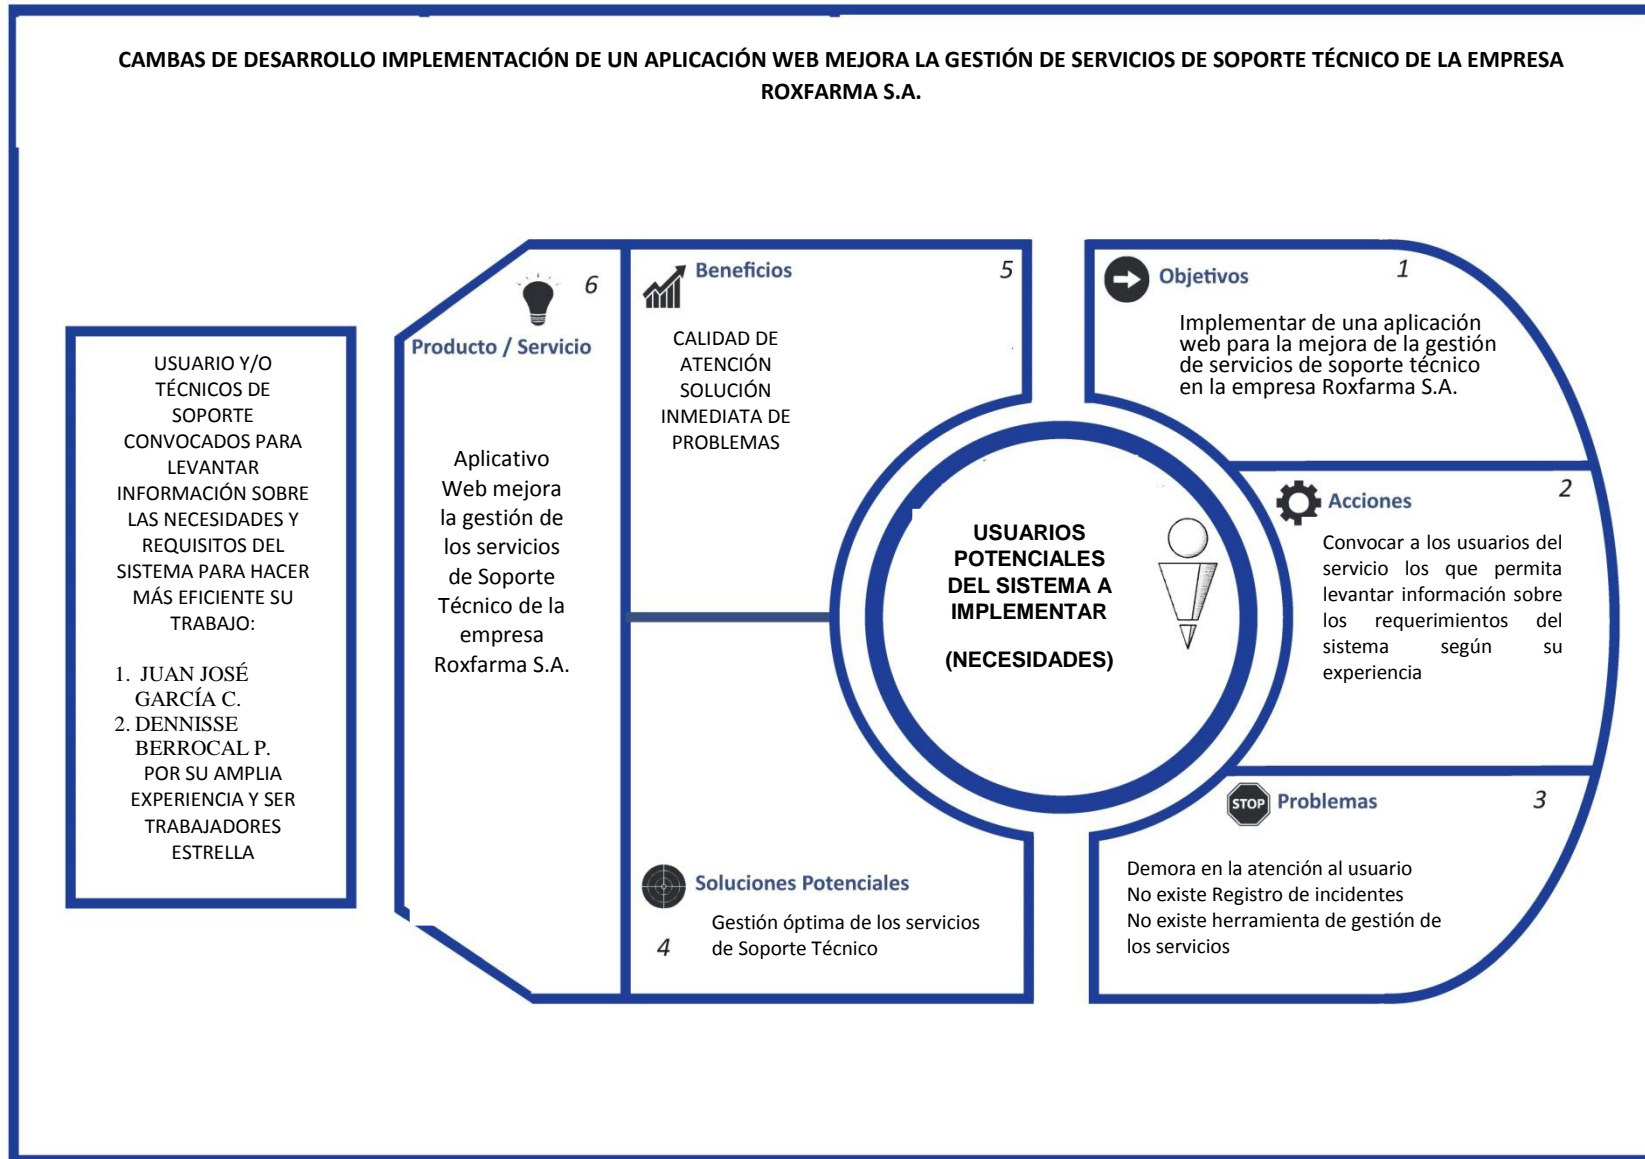 CAMBAS DE DESARROLLO IMPLEMENTACIÓN DE UN APLICACIÓN WEB MEJORA LA GESTIÓN DE SERVICIOS DE SOPORTE TÉCNICO DE LA EMPRESA
ROXFARMA S.A.
USUARIO Y/O
TÉCNICOS DE
SOPORTE
CONVOCADOS PARA
LEVANTAR
INFORMACIÓN SOBRE
LAS NECESIDADES Y
REQUISITOS DEL
SISTEMA PARA HACER
MÁS EFICIENTE SU
TRABAJO:
1. JUAN JOSÉ
GARCÍA C.
2. DENNISSE
BERROCAL P.
POR SU AMPLIA
EXPERIENCIA Y SER
TRABAJADORES
ESTRELLA
6
Producto / Servicio
Aplicativo
Web mejora
la gestión de
los servicios
de Soporte
Técnico de la
empresa
Roxfarma S.A.
Beneficios
5
CALIDAD DE
ATENCIÓN
SOLUCIÓN
INMEDIATA DE
PROBLEMAS
Soluciones Potenciales
4
Gestión óptima de los servicios
de Soporte Técnico
USUARIOS
POTENCIALES
DEL SISTEMA A
IMPLEMENTAR
(NECESIDADES)
Objetivos
1
Implementar de una aplicación
web para la mejora de la gestión
de servicios de soporte técnico
en la empresa Roxfarma S.A.
Acciones
2
Convocar a los usuarios del
servicio los que permita
levantar información sobre
los requerimientos del
sistema según su
experiencia
STOP
Problemas
3
Demora en la atención al usuario
No existe Registro de incidentes
No existe herramienta de gestión de
los servicios